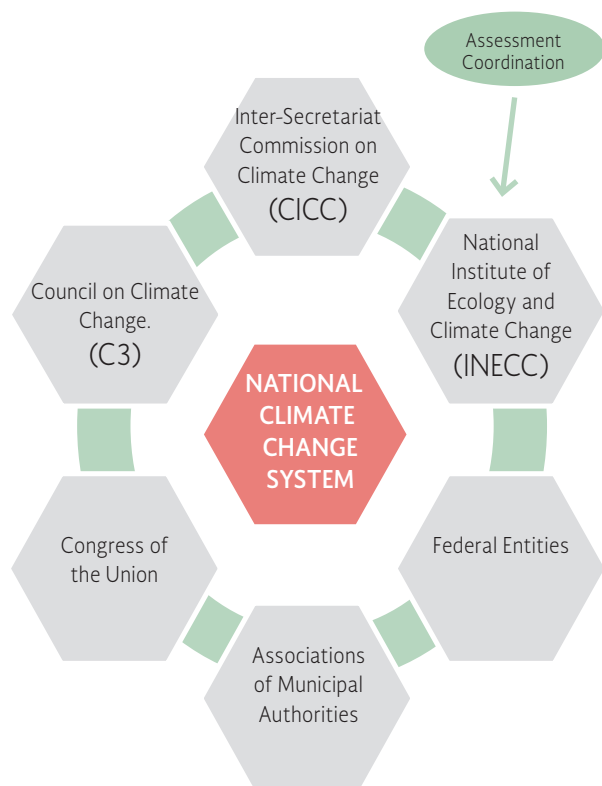 Assessment
Coordination
Inter-Secretariat
Commission on
Climate Change
(CICC)
National
Institute of
Ecology and
Climate Change
(INECC)
Council on Climate
Change.
(C3)
NATIONAL
CLIMATE
CHANGE
SYSTEM
Congress of
the Union
Federal Entities
Associations
of Municipal
Authorities